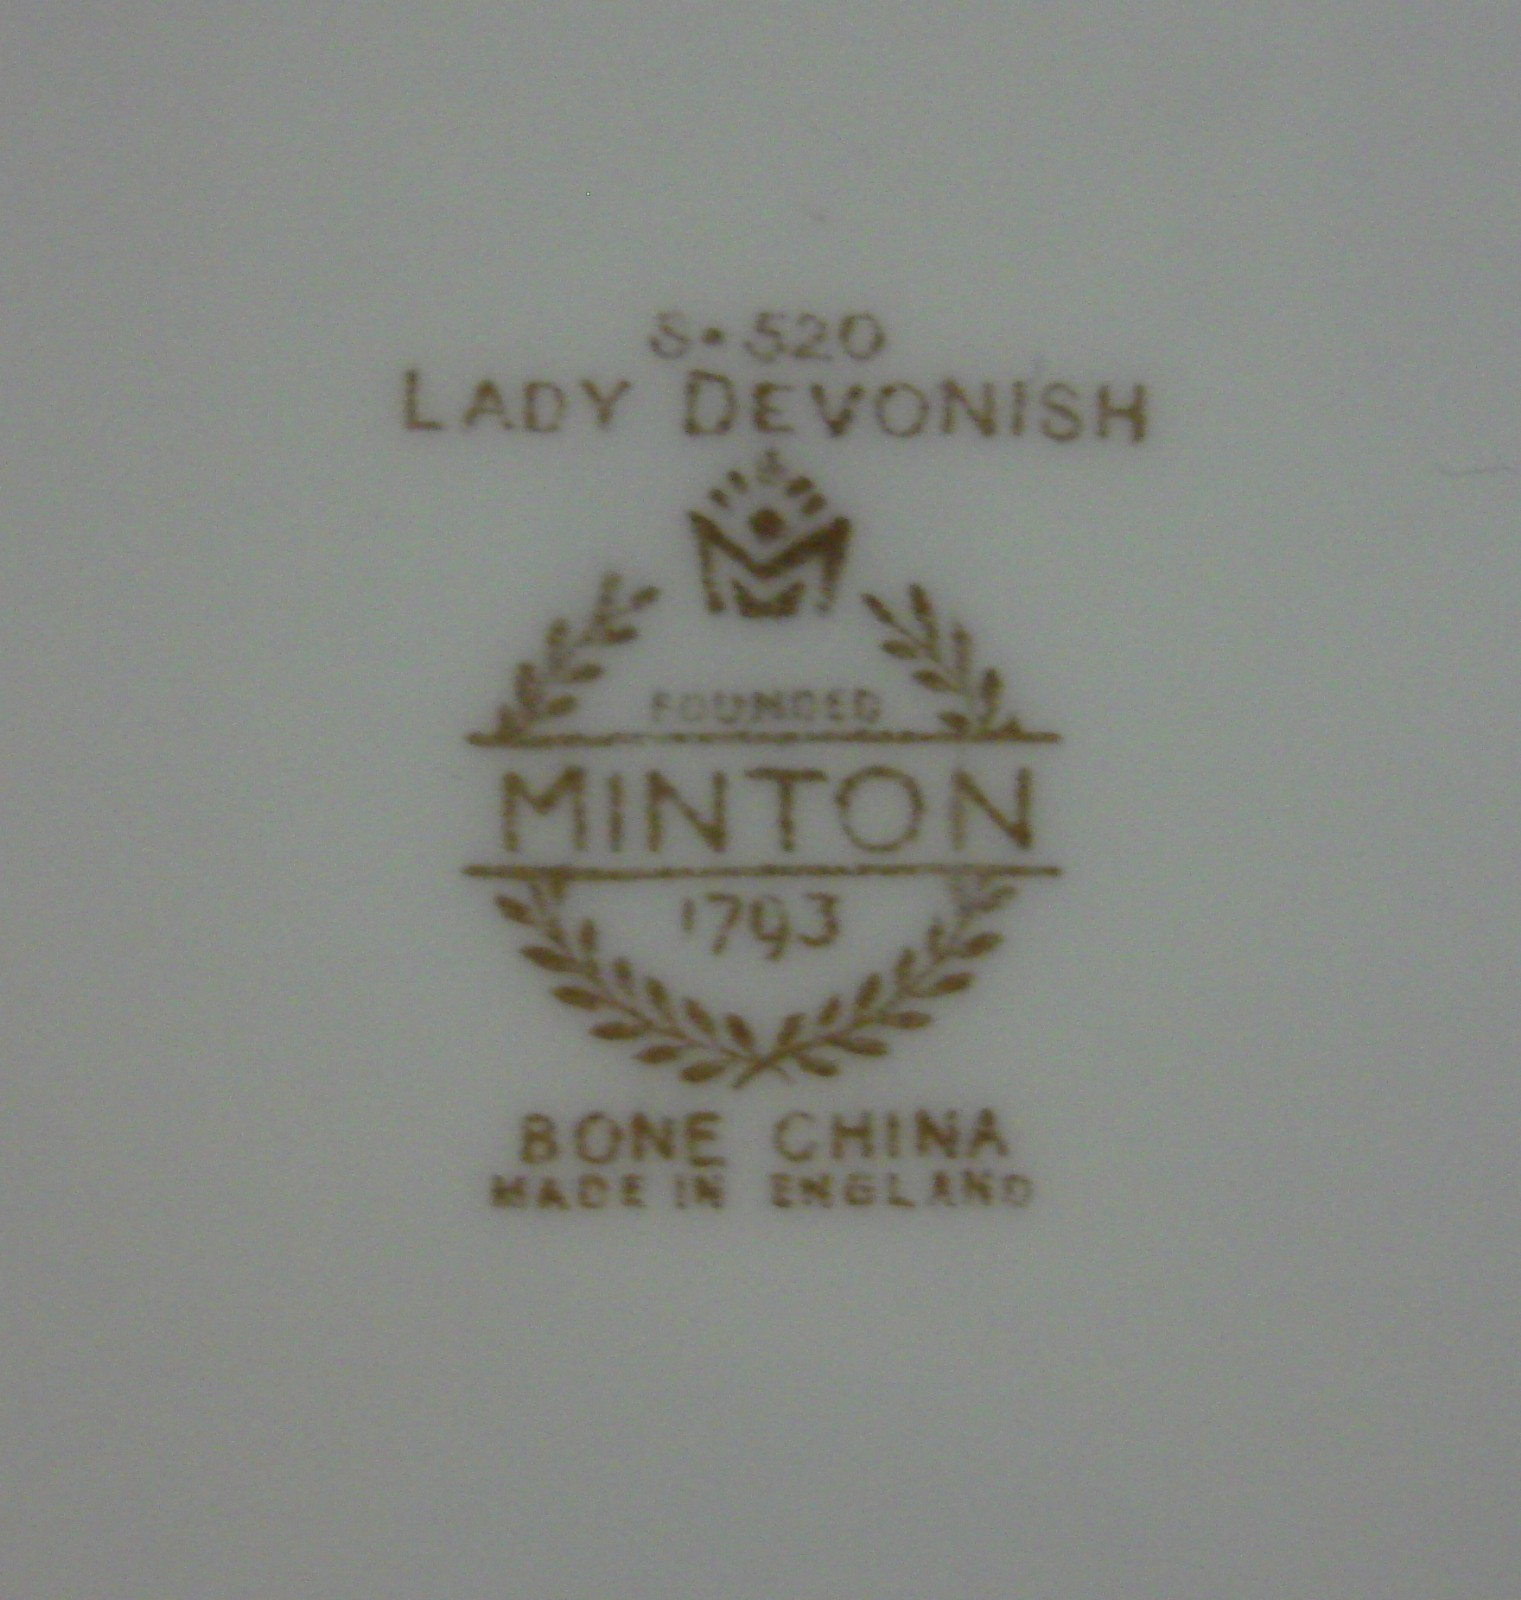 S•520
LADY DEVONISH
FOUNDED
MINTON
1793
BONE CHINA
MADE IN ENGLAND